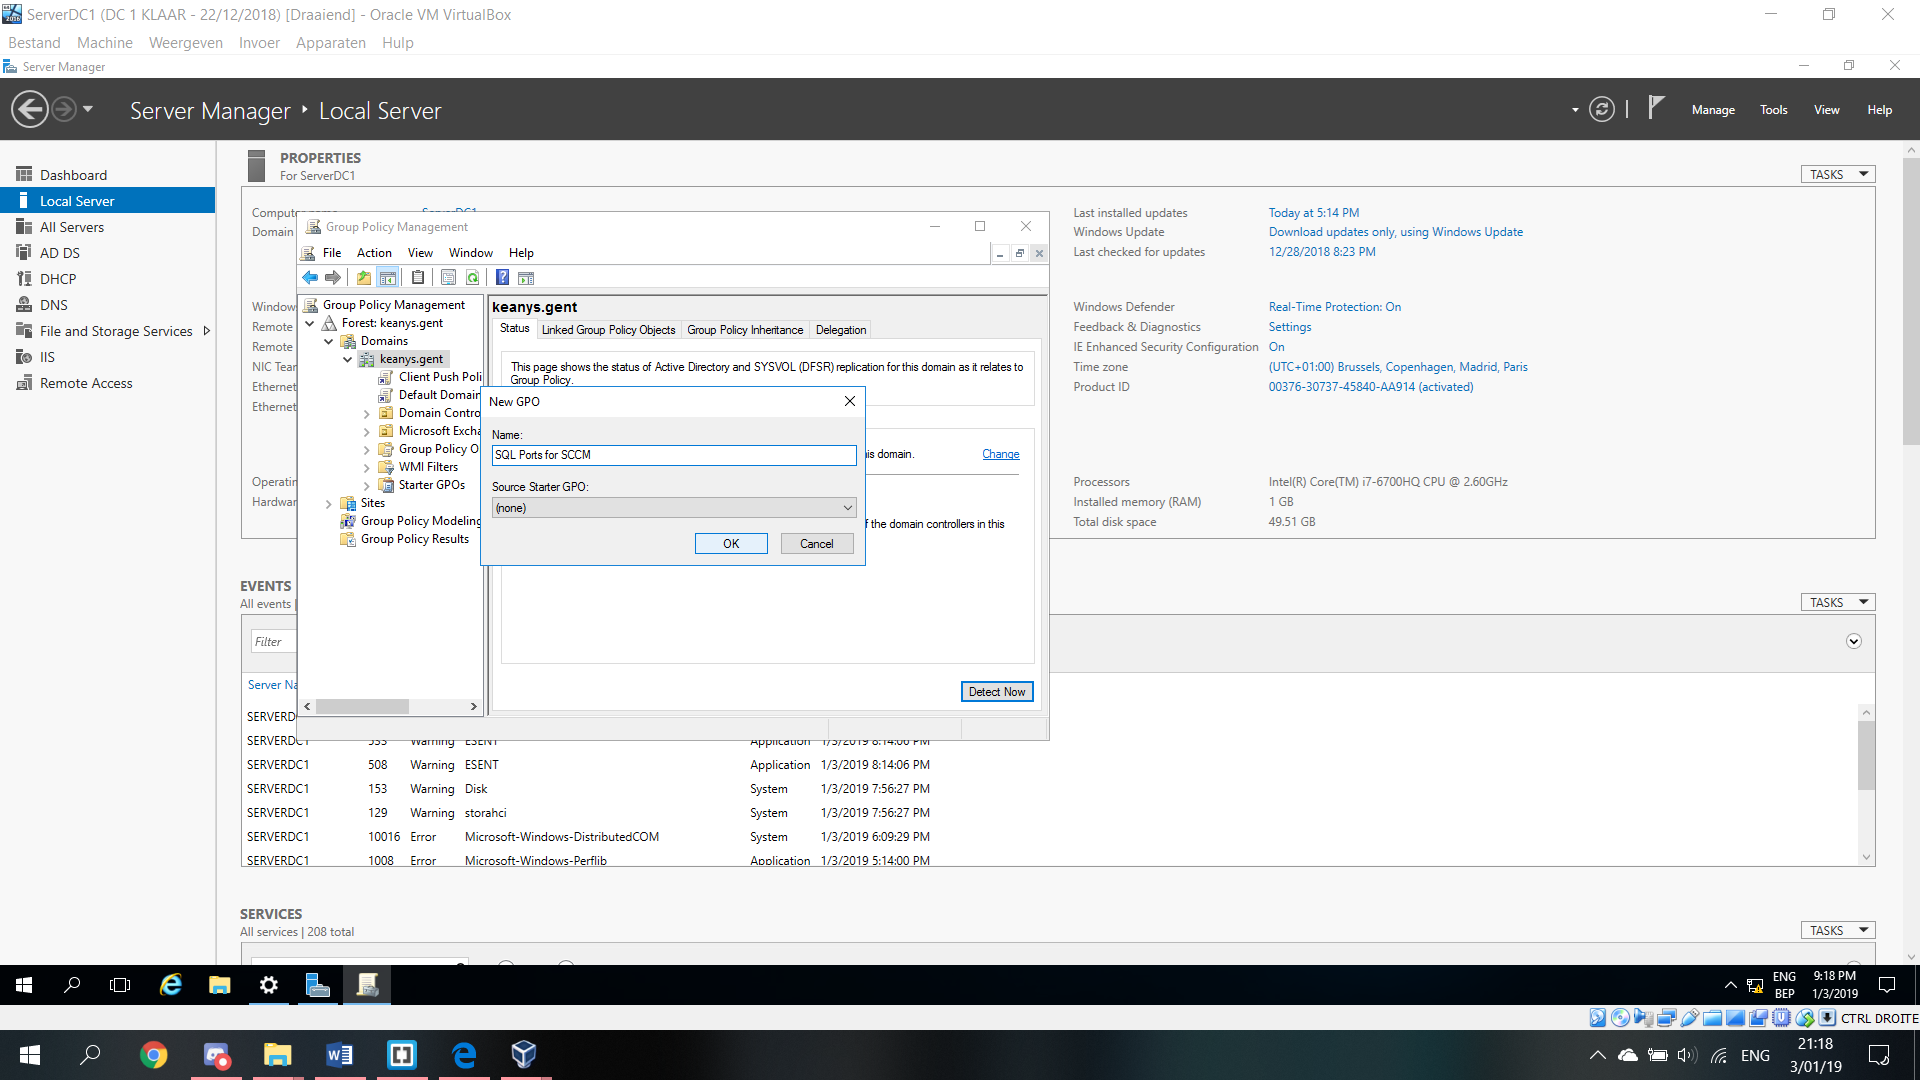 ServerDC1 (DC 1 KLAAR - 22/12/2018) [Draaiend] - Oracle VM VirtualBox
Bestand Machine Weergeven Invoer Apparaten Hulp
Server Manager
Server Manager ‣ Local Server
Manage Tools View Help
Dashboard
Local Server
All Servers
AD DS
DHCP
DNS
File and Storage Services
IIS
Remote Access
PROPERTIES
For ServerDC1
TASKS
Computer name ServerDC1
Domain
Window
Remote
Remote
NIC Tear
Ethernet
Ethernet
Operatin
Hardwar
Last installed updates Today at 5:14 PM
Windows Update Download updates only, using Windows Update
Last checked for updates 12/28/2018 8:23 PM
Windows Defender Real-Time Protection: On
Feedback & Diagnostics Settings
IE Enhanced Security Configuration On
Time zone (UTC+01:00) Brussels, Copenhagen, Madrid, Paris
Product ID 00376-30737-45840-AA914 (activated)
Processors Intel(R) Core(TM) i7-6700HQ CPU @ 2.60GHz
Installed memory (RAM) 1 GB
Total disk space 49.51 GB
Group Policy Management
File Action View Window Help
Group Policy Management
Forest: keanys.gent
Domains
keanys.gent
Client Push Poli
Default Domain
Domain Contro
Microsoft Excha
Group Policy O
WMI Filters
Starter GPOs
Sites
Group Policy Modeling
Group Policy Results
keanys.gent
Status Linked Group Policy Objects Group Policy Inheritance Delegation
This page shows the status of Active Directory and SYSVOL (DFSR) replication for this domain as it relates to
Group Policy.
is domain. Change
f the domain controllers in this
Detect Now
New GPO
Name:
SQL Ports for SCCM
Source Starter GPO:
(none)
OK Cancel
EVENTS
All events |
TASKS
Filter
Server Na
SERVERD
SERVERDC1 533 Warning ESENT Application 1/3/2019 8:14:06 PM
SERVERDC1 508 Warning ESENT Application 1/3/2019 8:14:06 PM
SERVERDC1 153 Warning Disk System 1/3/2019 7:56:27 PM
SERVERDC1 129 Warning storahci System 1/3/2019 7:56:27 PM
SERVERDC1 10016 Error Microsoft-Windows-DistributedCOM System 1/3/2019 6:09:29 PM
SERVERDC1 1008 Error Microsoft-Windows-Perflib Application 1/3/2019 5:14:00 PM
SERVICES
All services | 208 total
TASKS
ENG 9:18 PM
BEP 1/3/2019
CTRL DROITE
ENG 21:18
3/01/19